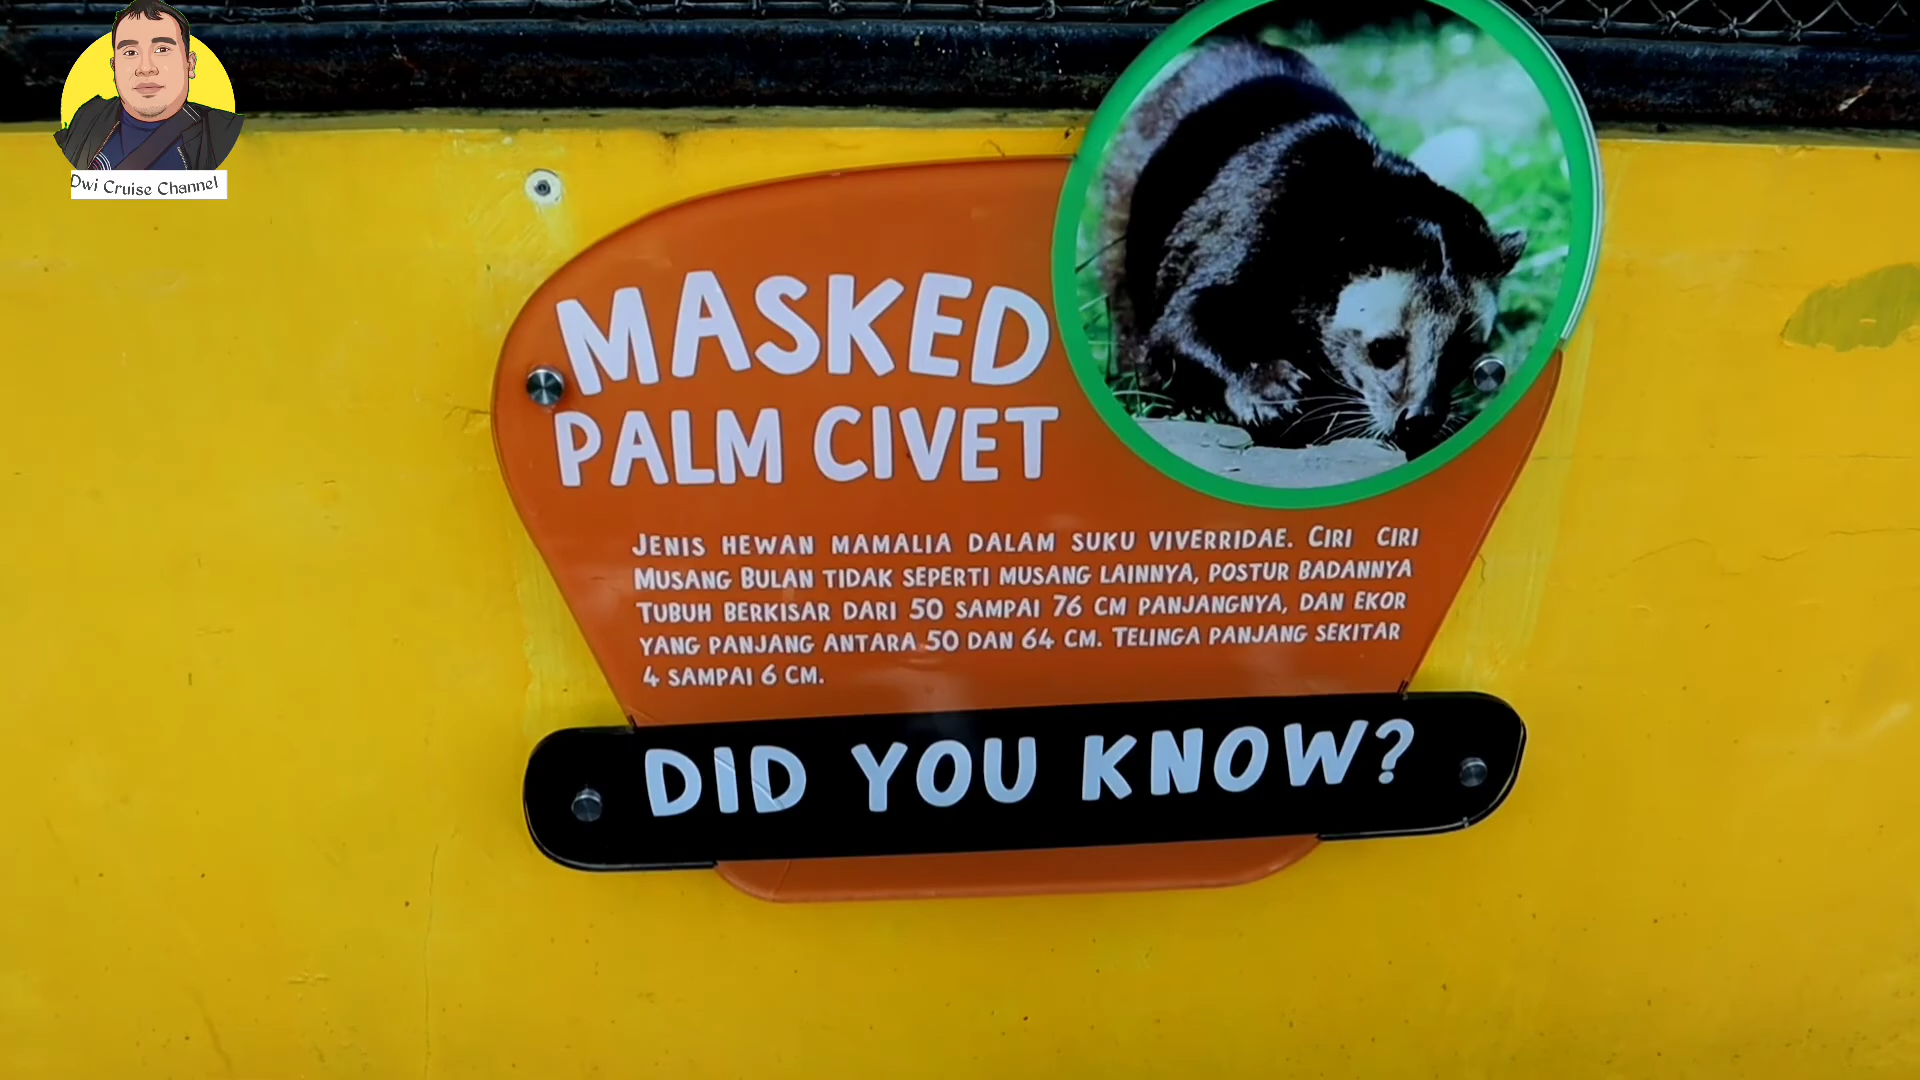 Dwi Cruise Channel
MASKED
PALM CIVET
JENIS HEWAN MAMALIA DALAM SUKU VIVERRIDAE. CIRI CIRI
MUSANG BULAN TIDAK SEPERTI MUSANG LAINNYA, POSTUR BADANNYA
TUBUH BERKISAR DARI 50 SAMPAI 76 CM PANJANGNYA, DAN EKOR
YANG PANJANG ANTARA 50 DAN 64 CM. TELINGA PANJANG SEKITAR
4 SAMPAI 6 CM.
DID YOU KNOW?